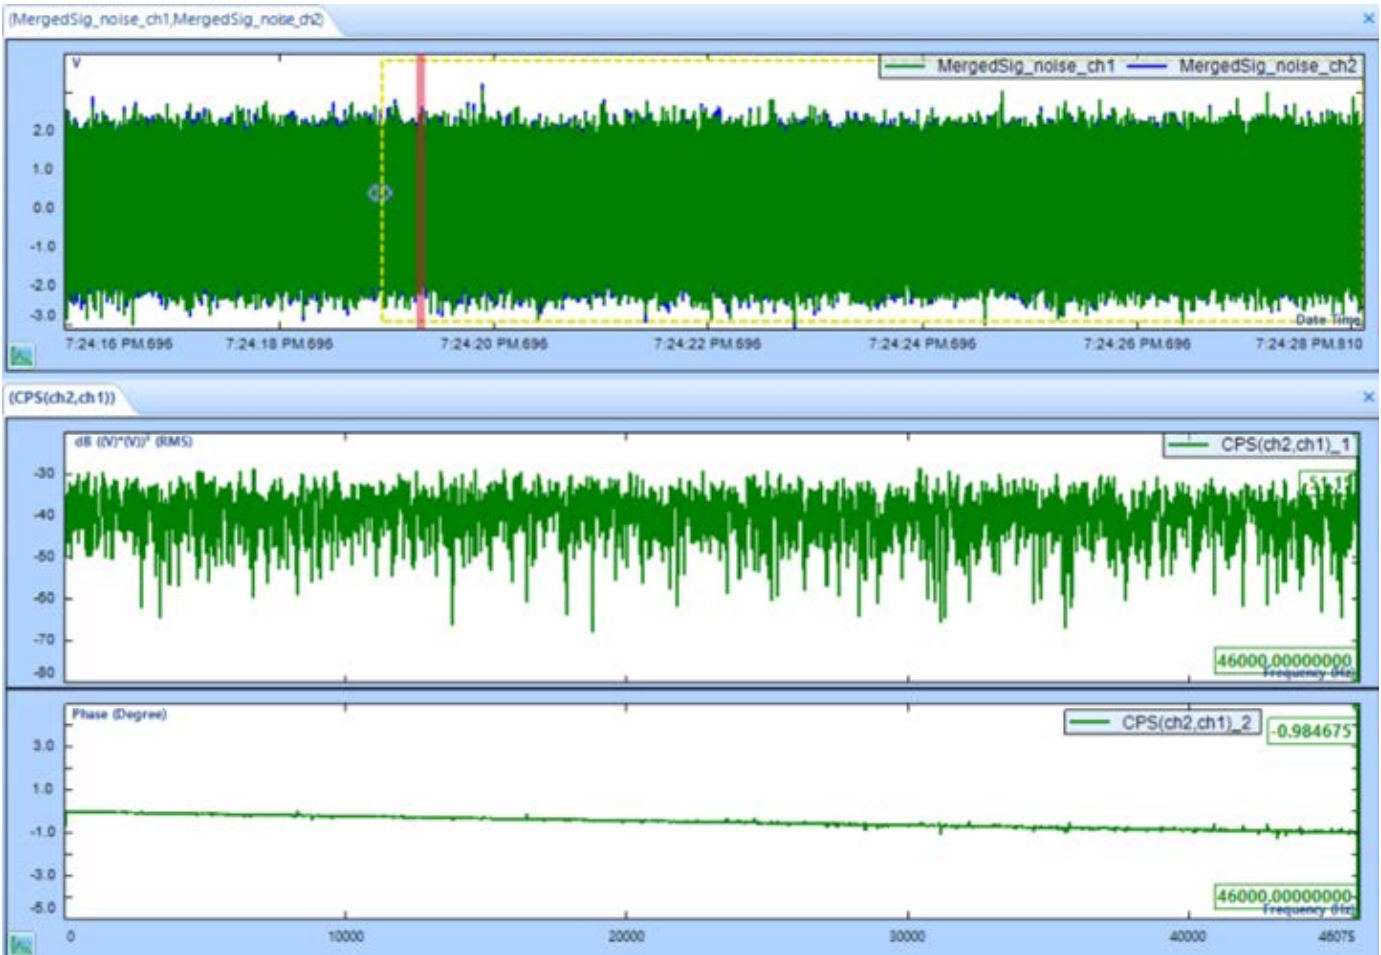 (MergedSig_noise_ch1,MergedSig_noise_ch2)
V
MergedSig_noise_ch1 MergedSig_noise_ch2
2.0
1.0
0.0
-1.0
-2.0
-3.0
Date Time
7:24:16 PM.696 7:24:18 PM.696 7:24:20 PM.696 7:24:22 PM.696 7:24:24 PM.696 7:24:26 PM.696 7:24:28 PM.810
(CPS(ch2,ch1))
dB ((V)*(V))² (RMS)
CPS(ch2,ch1)_1
-30
-40
-50
-60
-70
-80
46000.00000000
Frequency (Hz)
Phase (Degree)
CPS(ch2,ch1)_2
-0.984675
3.0
1.0
-1.0
-3.0
-5.0
46000.00000000
Frequency (Hz)
0 10000 20000 30000 40000 46075